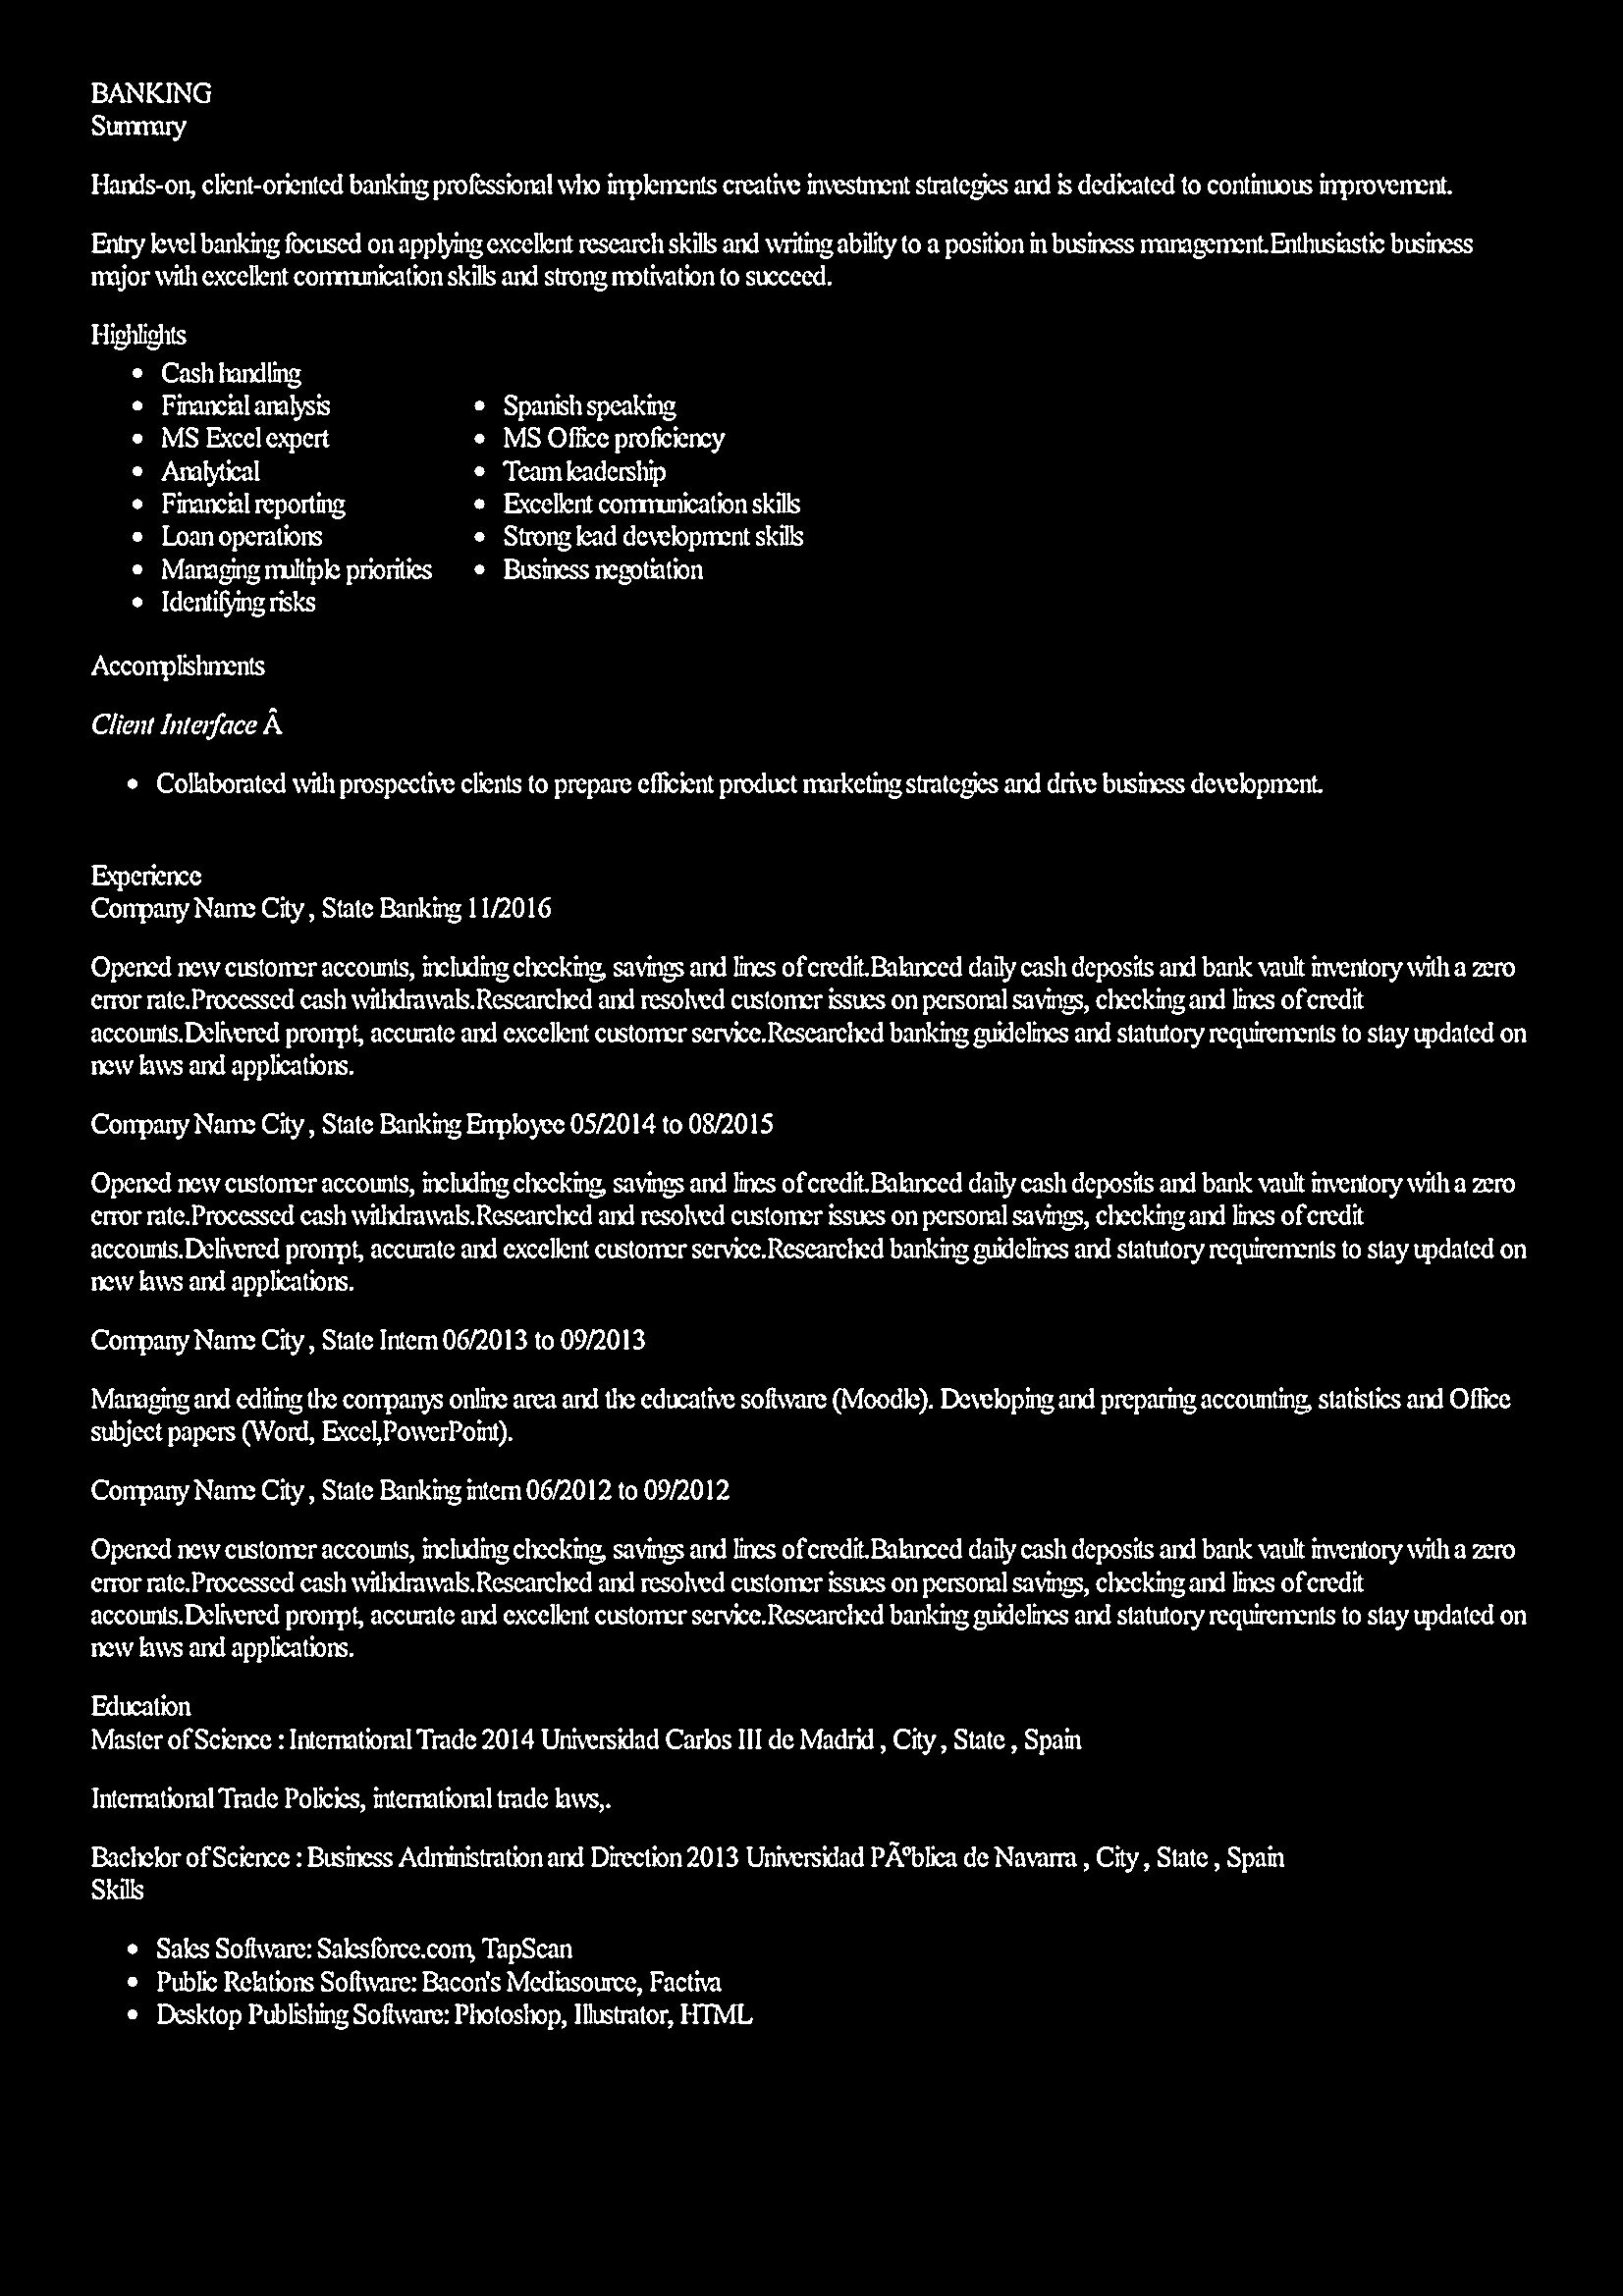 BANKING
Summary
Hands-on, client-oriented banking professional who implements creative investment strategies and is dedicated to continuous improvement.
Entry level banking focused on applying excellent research skills and writing ability to a position in business management.Enthusiastic business
major with excellent communication skills and strong motivation to succeed.
Highlights
• Cash handling
• Financial analysis
• MS Excel expert
• Analytical
• Financial reporting
• Loan operations
• Managing multiple priorities
• Identifying risks
• Spanish speaking
• MS Office proficiency
• Team leadership
• Excellent communication skills
• Strong lead development skills
• Business negotiation
Accomplishments
Client Interface Â
• Collaborated with prospective clients to prepare efficient product marketing strategies and drive business development.
Experience
Company Name City , State Banking 11/2016
Opened new customer accounts, including checking, savings and lines of credit.Balanced daily cash deposits and bank vault inventory with a zero
error rate.Processed cash withdrawals.Researched and resolved customer issues on personal savings, checking and lines of credit
accounts.Delivered prompt, accurate and excellent customer service.Researched banking guidelines and statutory requirements to stay updated on
new laws and applications.
Company Name City , State Banking Employee 05/2014 to 08/2015
Opened new customer accounts, including checking, savings and lines of credit.Balanced daily cash deposits and bank vault inventory with a zero
error rate.Processed cash withdrawals.Researched and resolved customer issues on personal savings, checking and lines of credit
accounts.Delivered prompt, accurate and excellent customer service.Researched banking guidelines and statutory requirements to stay updated on
new laws and applications.
Company Name City , State Intern 06/2013 to 09/2013
Managing and editing the companys online area and the educative software (Moodle). Developing and preparing accounting, statistics and Office
subject papers (Word, Excel,PowerPoint).
Company Name City , State Banking intern 06/2012 to 09/2012
Opened new customer accounts, including checking, savings and lines of credit.Balanced daily cash deposits and bank vault inventory with a zero
error rate.Processed cash withdrawals.Researched and resolved customer issues on personal savings, checking and lines of credit
accounts.Delivered prompt, accurate and excellent customer service.Researched banking guidelines and statutory requirements to stay updated on
new laws and applications.
Education
Master of Science : International Trade 2014 Universidad Carlos III de Madrid , City , State , Spain
International Trade Policies, international trade laws,.
Bachelor of Science : Business Administration and Direction 2013 Universidad PÃºblica de Navarra , City , State , Spain
Skills
• Sales Software: Salesforce.com, TapScan
• Public Relations Software: Bacon's Mediasource, Factiva
• Desktop Publishing Software: Photoshop, Illustrator, HTML